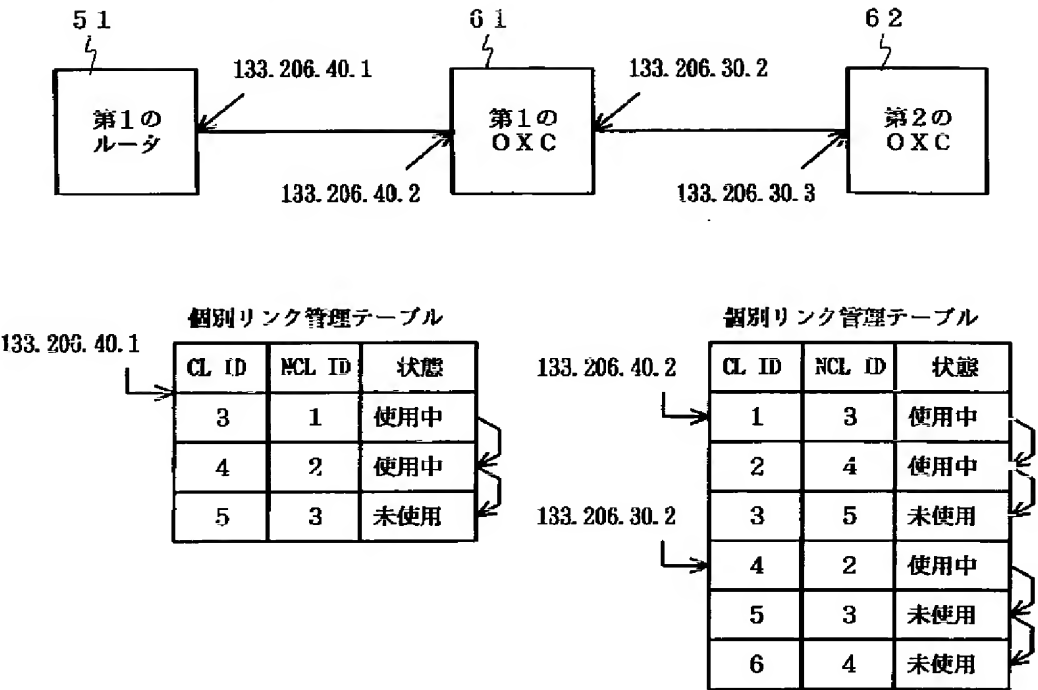 51
61
62
133.206.40.1
133.206.30.2
第1の
ルータ
第1の
OXC
第2の
OXC
133.206.40.2
133.206.30.3
個別リンク管理テーブル
133.206.40.1
CL ID NCL ID 状態
3 1 使用中
4 2 使用中
5 3 未使用
個別リンク管理テーブル
133.206.40.2
133.206.30.2
CL ID NCL ID 状態
1 3 使用中
2 4 使用中
3 5 未使用
4 2 使用中
5 3 未使用
6 4 未使用